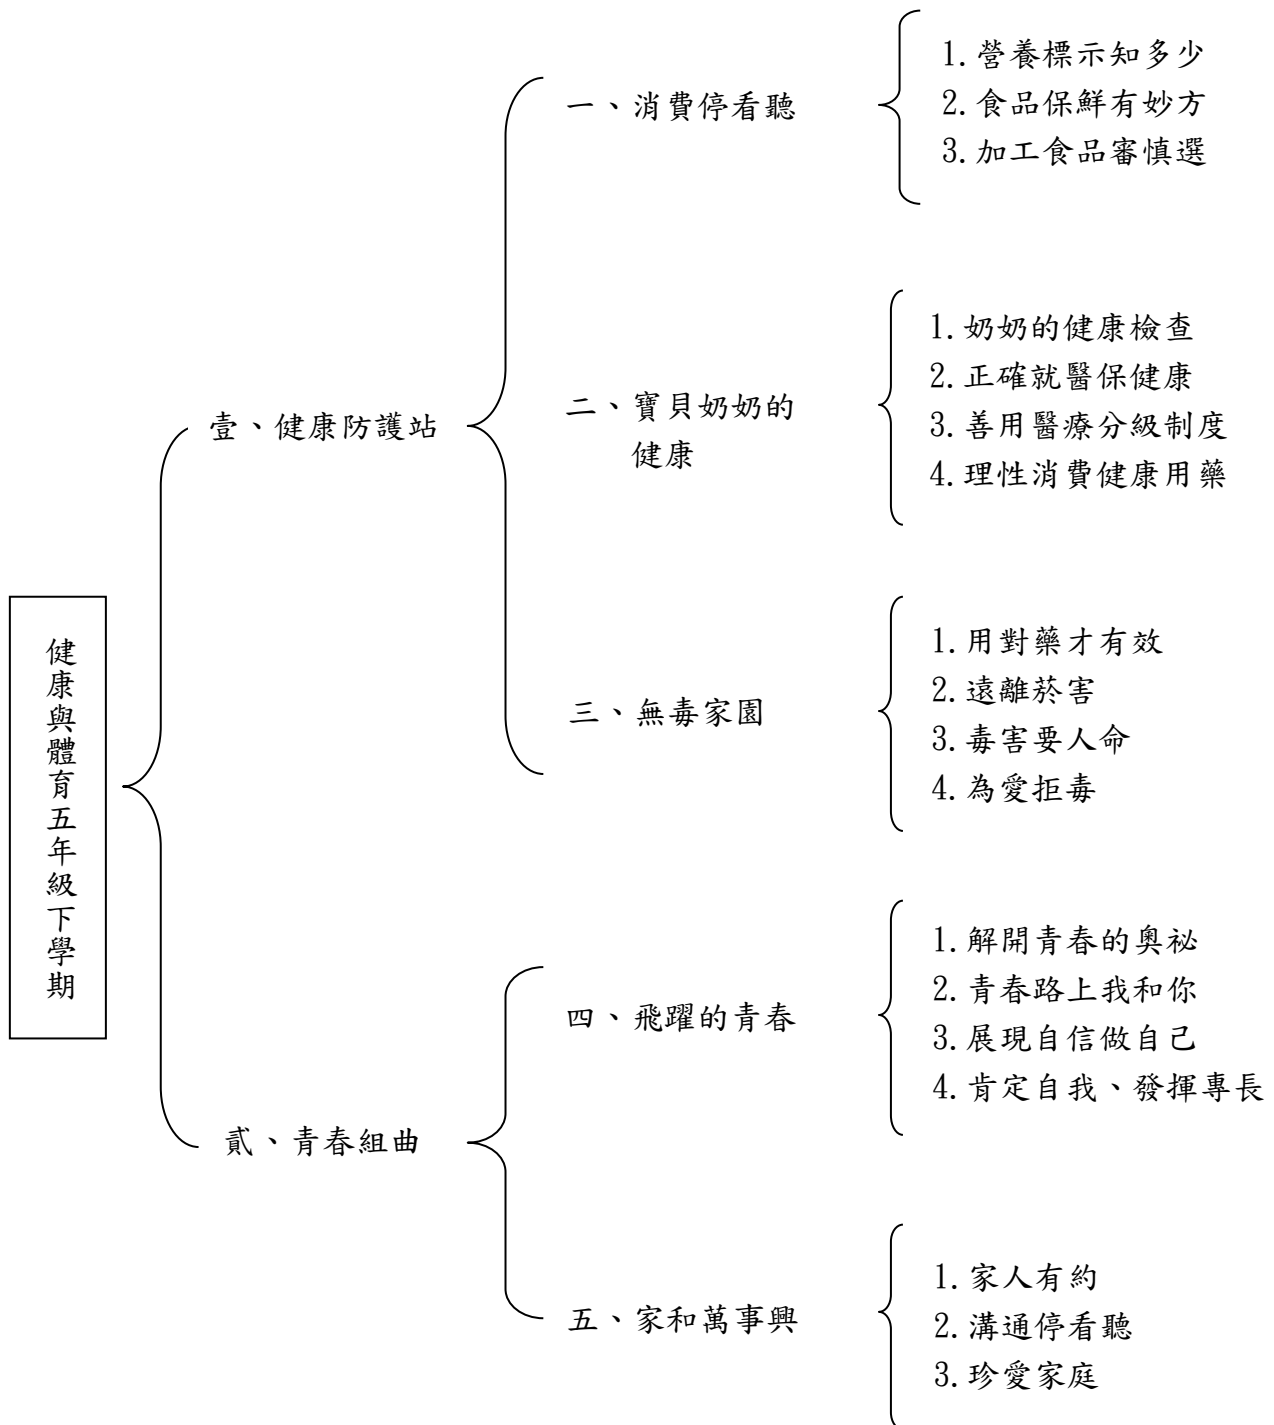 健康與體育五年級下學期
壹、健康防護站
一、消費停看聽
1.營養標示知多少
2.食品保鮮有妙方
3.加工食品審慎選
二、寶貝奶奶的
健康
1.奶奶的健康檢查
2.正確就醫保健康
3.善用醫療分級制度
4.理性消費健康用藥
三、無毒家園
1.用對藥才有效
2.遠離菸害
3.毒害要人命
4.為愛拒毒
貳、青春組曲
四、飛躍的青春
1.解開青春的奧祕
2.青春路上我和你
3.展現自信做自己
4.肯定自我、發揮專長
五、家和萬事興
1.家人有約
2.溝通停看聽
3.珍愛家庭